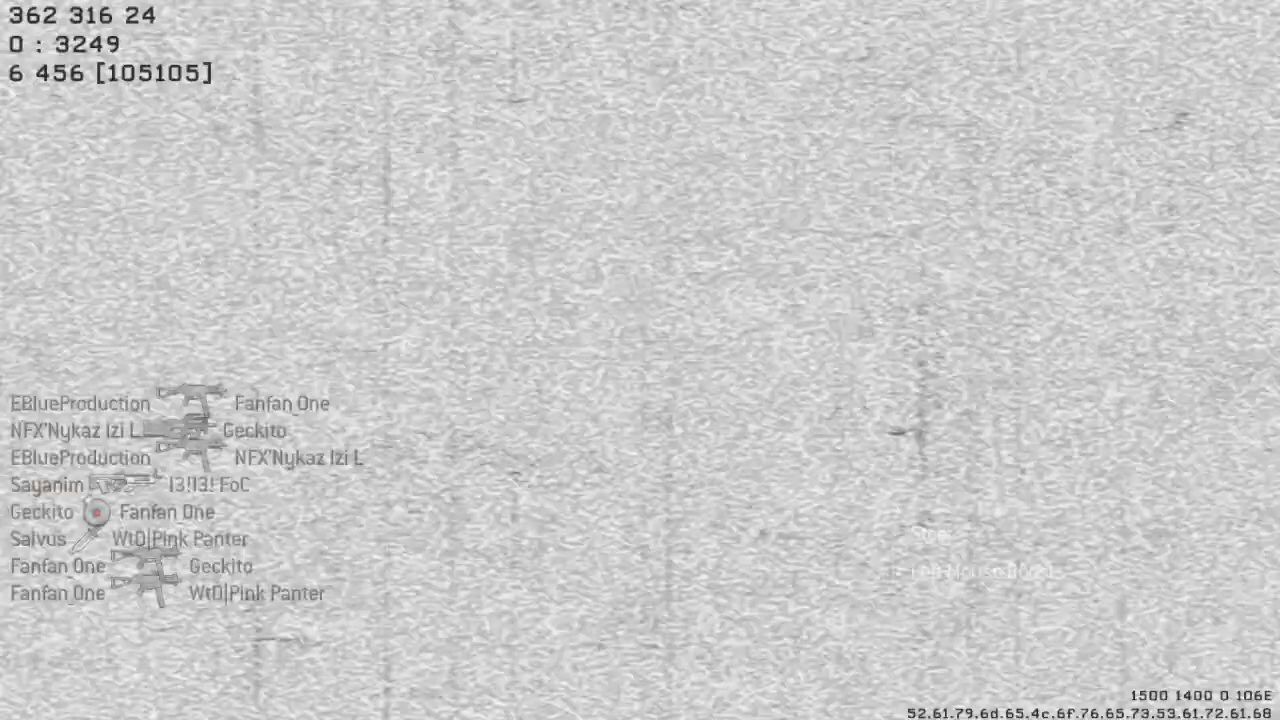 362 316 24
0 : 3249
6 456 [105105]
EBlueProduction Fanfan One
NFX'Nykaz Izi L Geckito
EBlueProduction NFX'Nykaz Izi L
Sayanim I3!I3! FoC
Geckito Fanfan One
Salvus WtO|Pink Panter
Fanfan One Geckito
Fanfan One WtO|Pink Panter
1500 1400 0 106E
52.61.79.6d.65.4c.6f.76.65.73.53.61.72.61.68